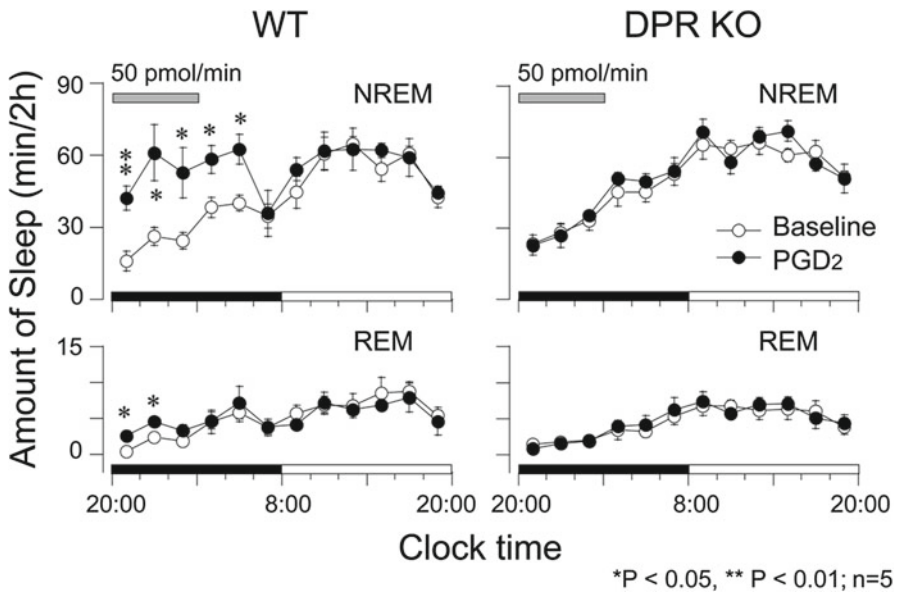 WT
DPR KO
Amount of Sleep (min/2h)
90
60
30
0
50 pmol/min
NREM
*
*
*
*
*
*
50 pmol/min
NREM
Baseline
PGD2
15
0
REM
*
*
REM
20:00
8:00
20:00
20:00
8:00
20:00
Clock time
*P < 0.05, ** P < 0.01; n=5